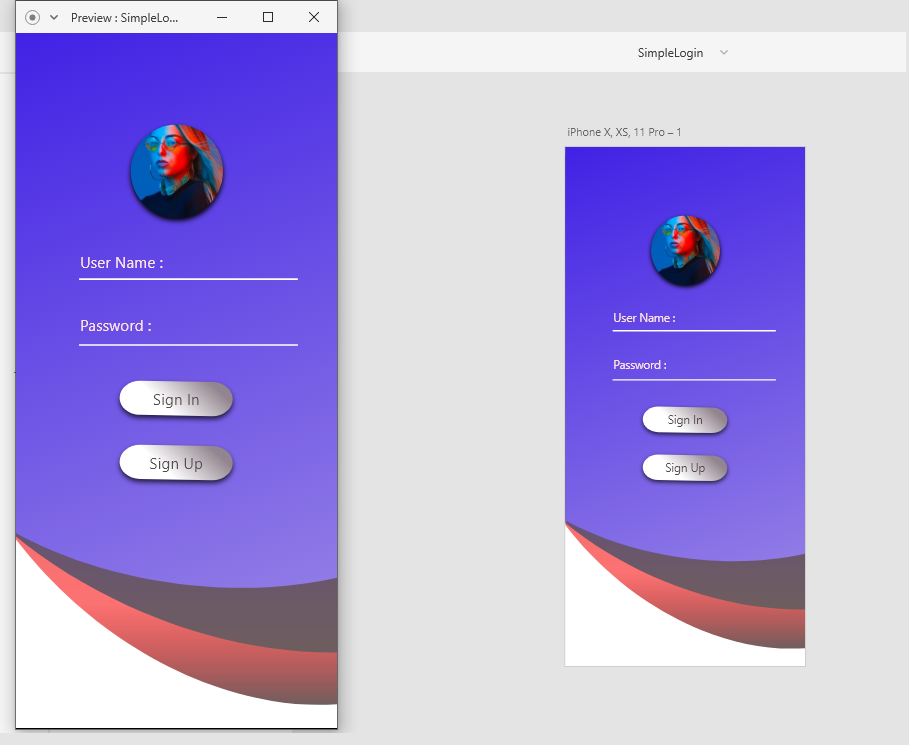 Preview : SimpleLo...
SimpleLogin
iPhone X, XS, 11 Pro – 1
User Name :
Password :
Sign In
Sign Up
User Name :
Password :
Sign In
Sign Up